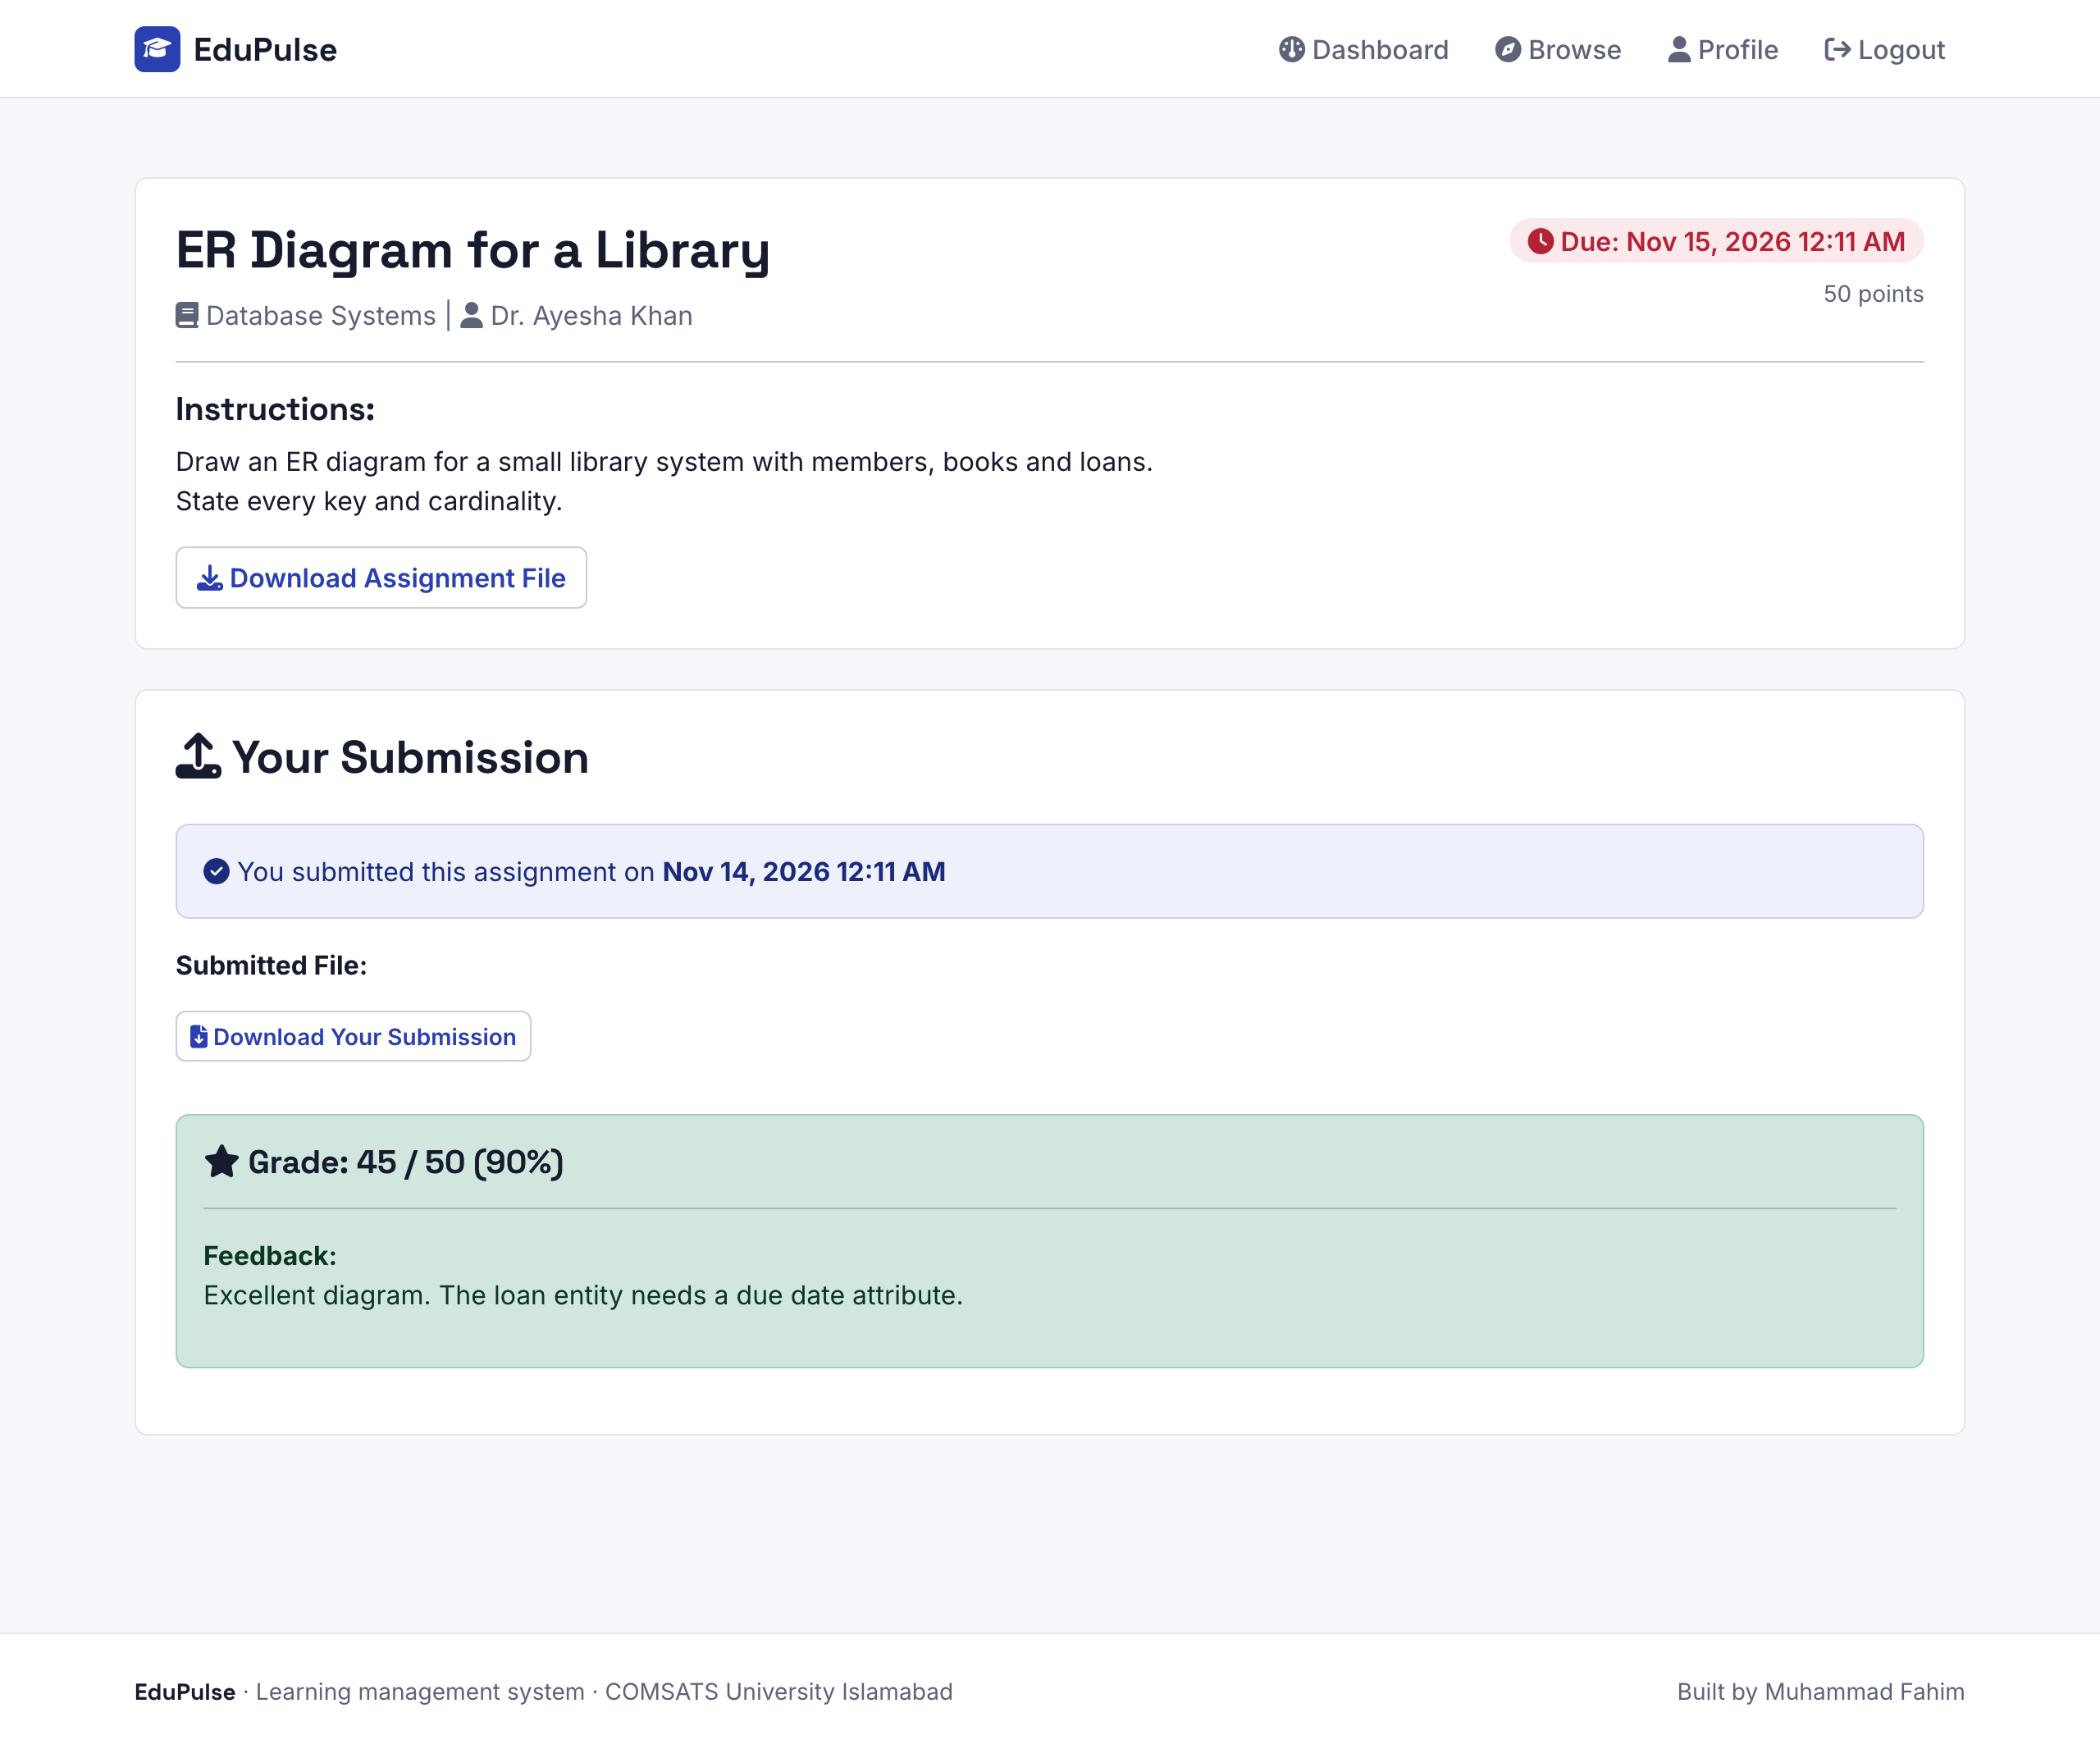 EduPulse
Dashboard
Browse
Profile
Logout
ER Diagram for a Library
Due: Nov 15, 2026 12:11 AM
50 points
Database Systems | Dr. Ayesha Khan
Instructions:
Draw an ER diagram for a small library system with members, books and loans.
State every key and cardinality.
Download Assignment File
Your Submission
You submitted this assignment on Nov 14, 2026 12:11 AM
Submitted File:
Download Your Submission
Grade: 45 / 50 (90%)
Feedback:
Excellent diagram. The loan entity needs a due date attribute.
EduPulse · Learning management system · COMSATS University Islamabad
Built by Muhammad Fahim